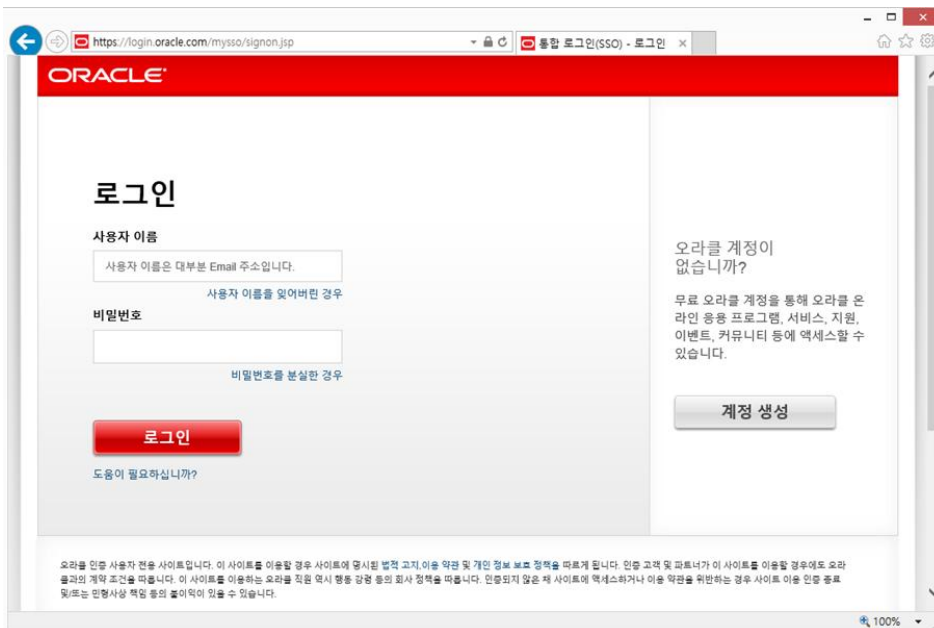 https://login.oracle.com/mysso/signon.jsp
통합 로그인(SSO) - 로그인
ORACLE
로그인
사용자 이름
사용자 이름은 대부분 Email 주소입니다.
사용자 이름을 잊어버린 경우
비밀번호
비밀번호를 분실한 경우
로그인
도움이 필요하십니까?
오라클 계정이
없습니까?
무료 오라클 계정을 통해 오라클 온
라인 응용 프로그램, 서비스, 지원,
이벤트, 커뮤니티 등에 액세스할 수
있습니다.
계정 생성
오라클 인증 사용자 전용 사이트입니다. 이 사이트를 이용할 경우 사이트에 명시된 법적 고지,이용 약관 및 개인 정보 보호 정책을 따르게 됩니다. 인증 고객 및 파트너가 이 사이트를 이용할 경우에도 오라
클과의 계약 조건을 따릅니다. 이 사이트를 이용하는 오라클 직원 역시 행동 강령 등의 회사 정책을 따릅니다. 인증되지 않은 채 사이트에 액세스하거나 이용 약관을 위반하는 경우 사이트 이용 인증 종료
및/또는 민형사상 책임 등의 불이익이 있을 수 있습니다.
100%